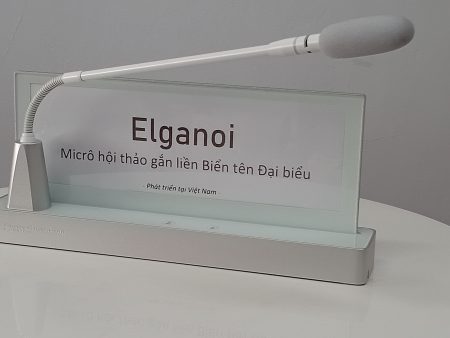 Elganoi
Micrô hội thảo gắn liền Biển tên Đại biểu
- Phát triển tại Việt Nam -